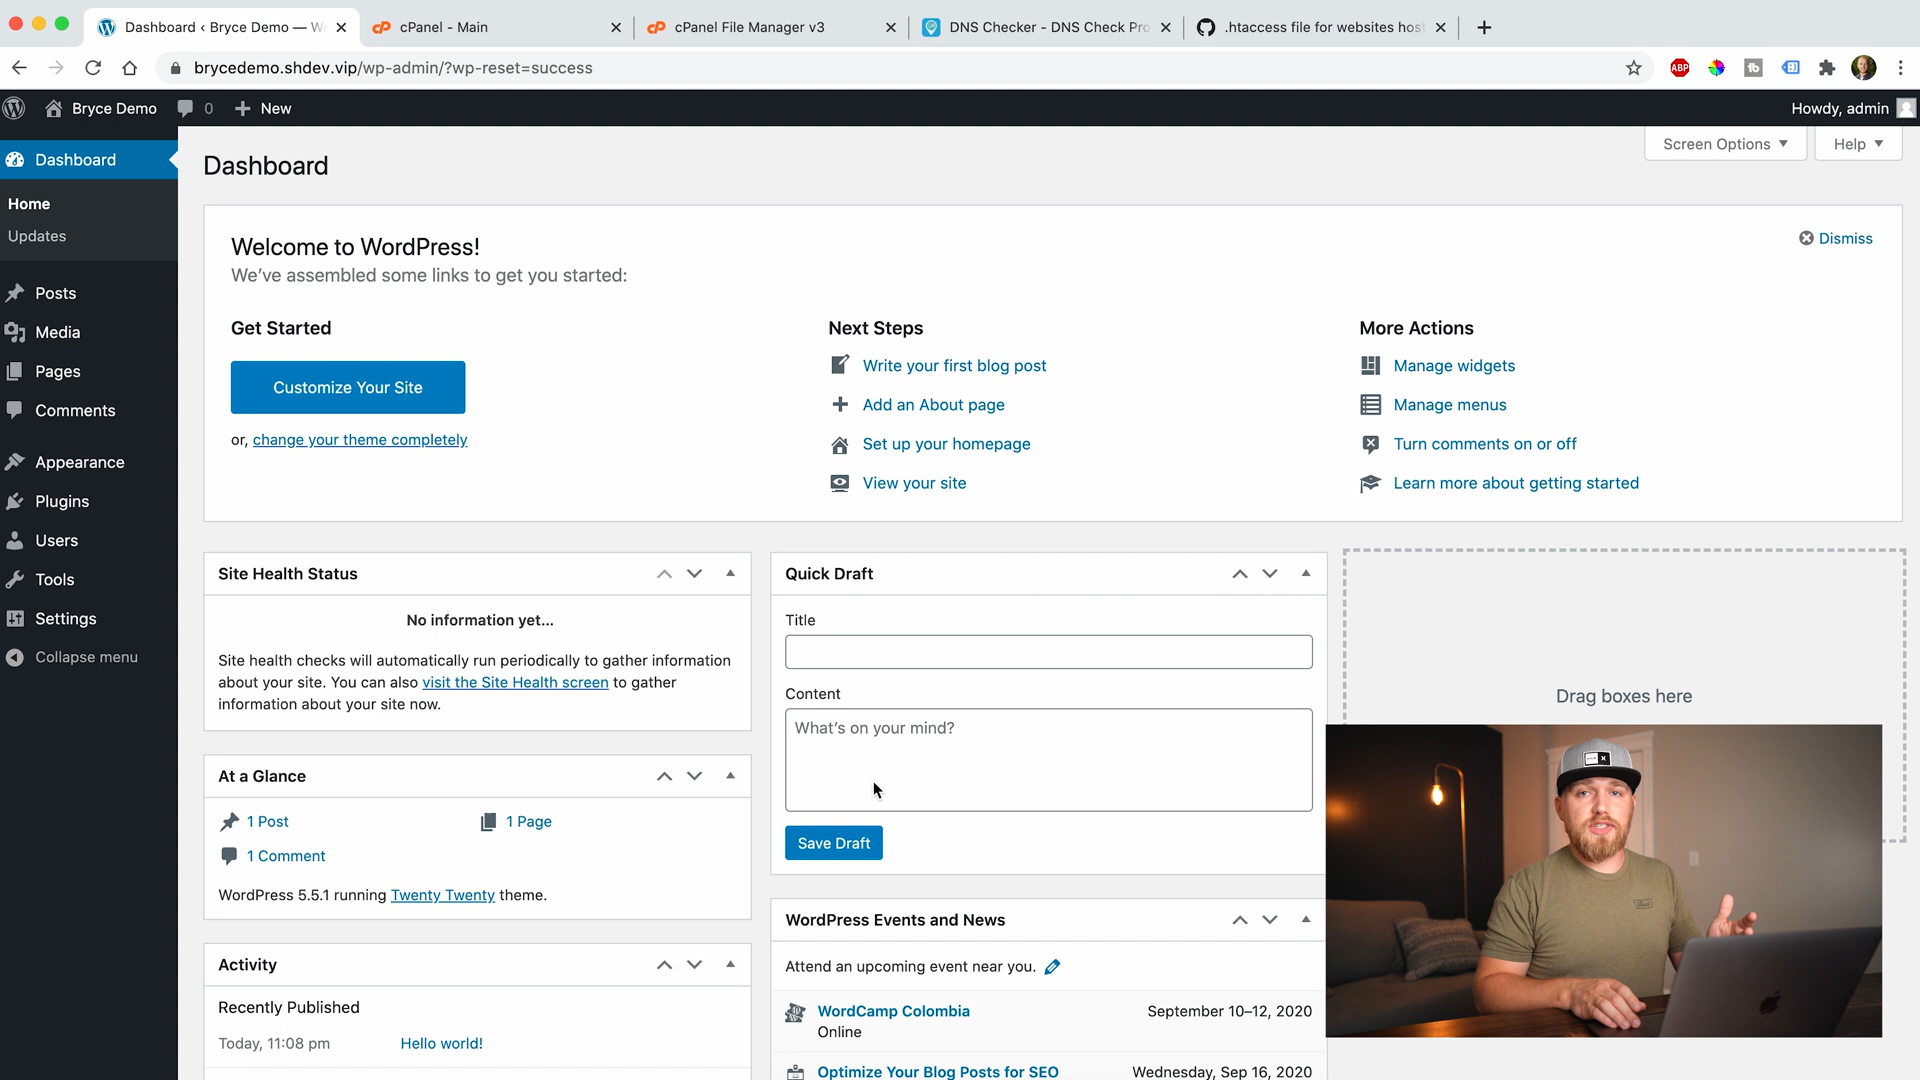 Dashboard ‹ Bryce Demo — W
cPanel - Main
cPanel File Manager v3
DNS Checker - DNS Check Pro
.htaccess file for websites host
brycedemo.shdev.vip/wp-admin/?wp-reset=success
ABP
Bryce Demo
0
New
Howdy, admin
Dashboard
Home
Updates
Posts
Media
Pages
Comments
Appearance
Plugins
Users
Tools
Settings
Collapse menu
Dashboard
Screen Options
Help
Welcome to WordPress!
We've assembled some links to get you started:
Dismiss
Get Started
Customize Your Site
or, change your theme completely
Next Steps
Write your first blog post
Add an About page
Set up your homepage
View your site
More Actions
Manage widgets
Manage menus
Turn comments on or off
Learn more about getting started
Site Health Status
No information yet...
Site health checks will automatically run periodically to gather information
about your site. You can also visit the Site Health screen to gather
information about your site now.
At a Glance
1 Post
1 Page
1 Comment
WordPress 5.5.1 running Twenty Twenty theme.
Activity
Recently Published
Today, 11:08 pm
Hello world!
Quick Draft
Title
Content
What's on your mind?
Save Draft
WordPress Events and News
Attend an upcoming event near you.
WordCamp Colombia
September 10–12, 2020
Online
Optimize Your Blog Posts for SEO
Wednesday, Sep 16, 2020
Drag boxes here